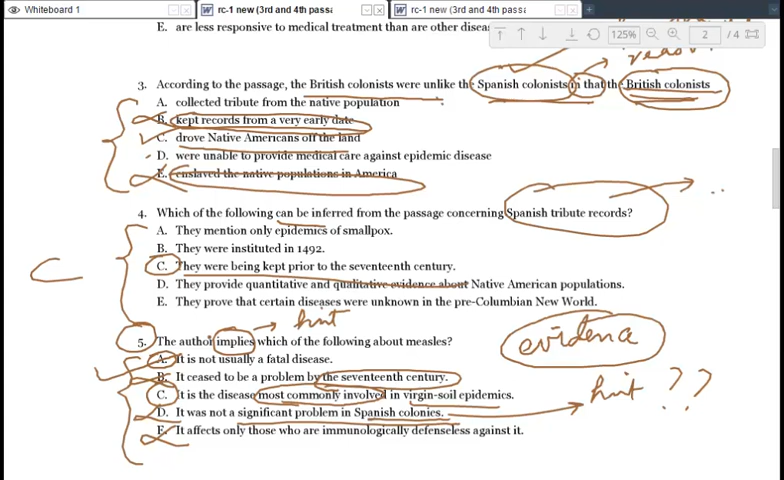 Whiteboard 1
rc-1 new (3rd and 4th passa
rc-1 new (3rd and 4th passa
E. are less responsive to medical treatment than are other disea
125%
2 / 4
reason
3. According to the passage, the British colonists were unlike the Spanish colonists in that the British colonists
A. collected tribute from the native population
B. kept records from a very early date
C. drove Native Americans off the land
D. were unable to provide medical care against epidemic disease
E. enslaved the native populations in America
4. Which of the following can be inferred from the passage concerning Spanish tribute records?
A. They mention only epidemics of smallpox.
B. They were instituted in 1492.
C. They were being kept prior to the seventeenth century.
C
D. They provide quantitative and qualitative evidence about Native American populations.
E. They prove that certain diseases were unknown in the pre-Columbian New World.
hint
5. The author implies which of the following about measles?
evidence
A. It is not usually a fatal disease.
B. It ceased to be a problem by the seventeenth century.
C. It is the disease most commonly involved in virgin-soil epidemics.
hint ??
D. It was not a significant problem in Spanish colonies.
E. It affects only those who are immunologically defenseless against it.